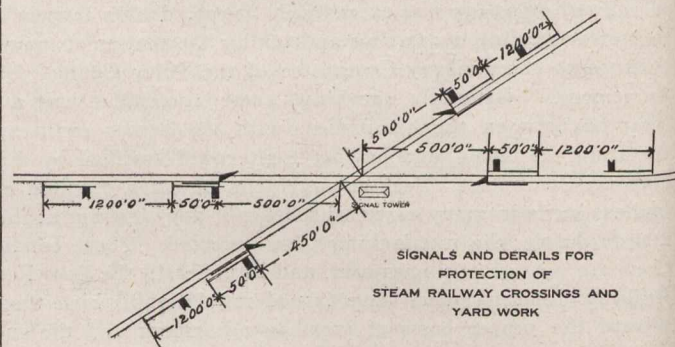 500'0" 50'0" 1200'0"
500'0" 50'0" 1200'0"
1200'0" 50'0" 500'0"
SIGNAL TOWER
450'0"
50'0"
1200'0"
SIGNALS AND DERAILS FOR
PROTECTION OF
STEAM RAILWAY CROSSINGS AND
YARD WORK